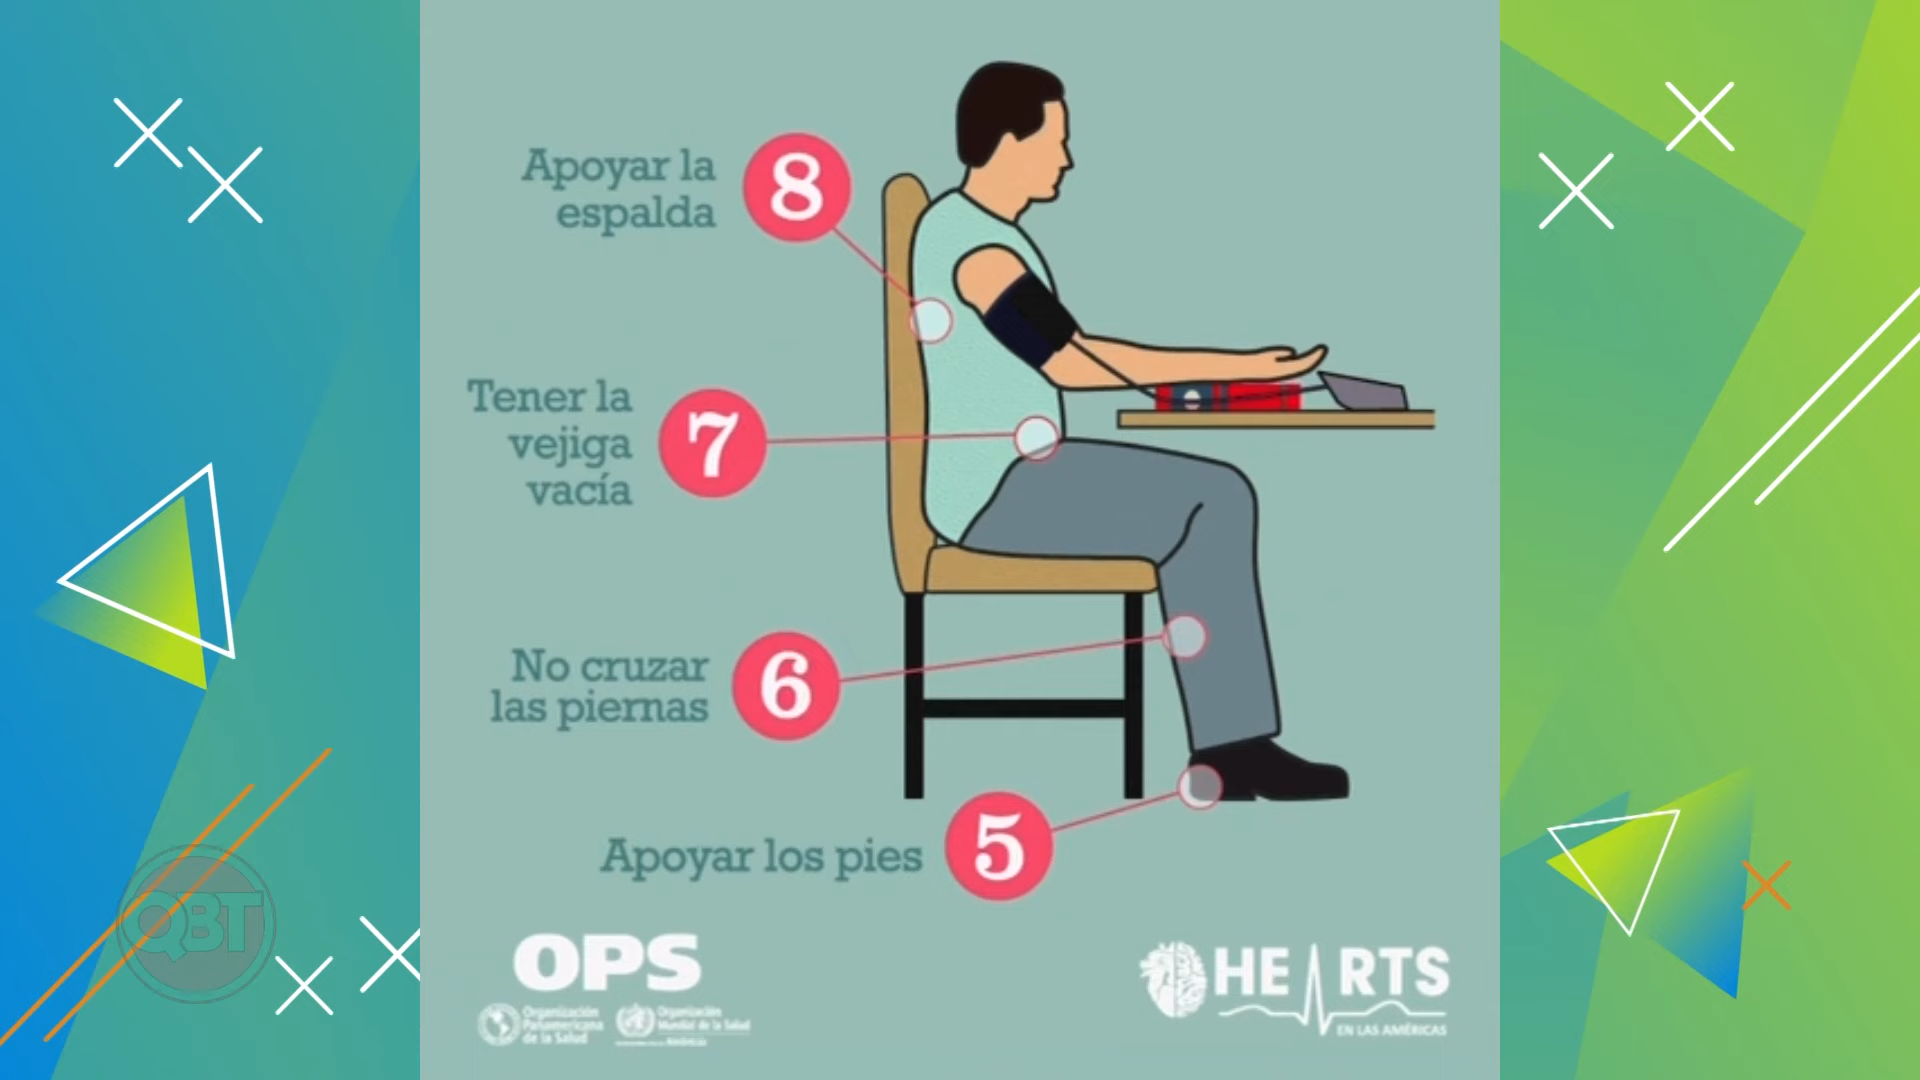 Apoyar la
espalda
8
Tener la
vejiga
vacía
7
No cruzar
las piernas
6
Apoyar los pies
5
QBT
OPS
Organización
Panamericana
de la Salud
Organización
Mundial de la Salud
HEARTS
EN LAS AMÉRICAS